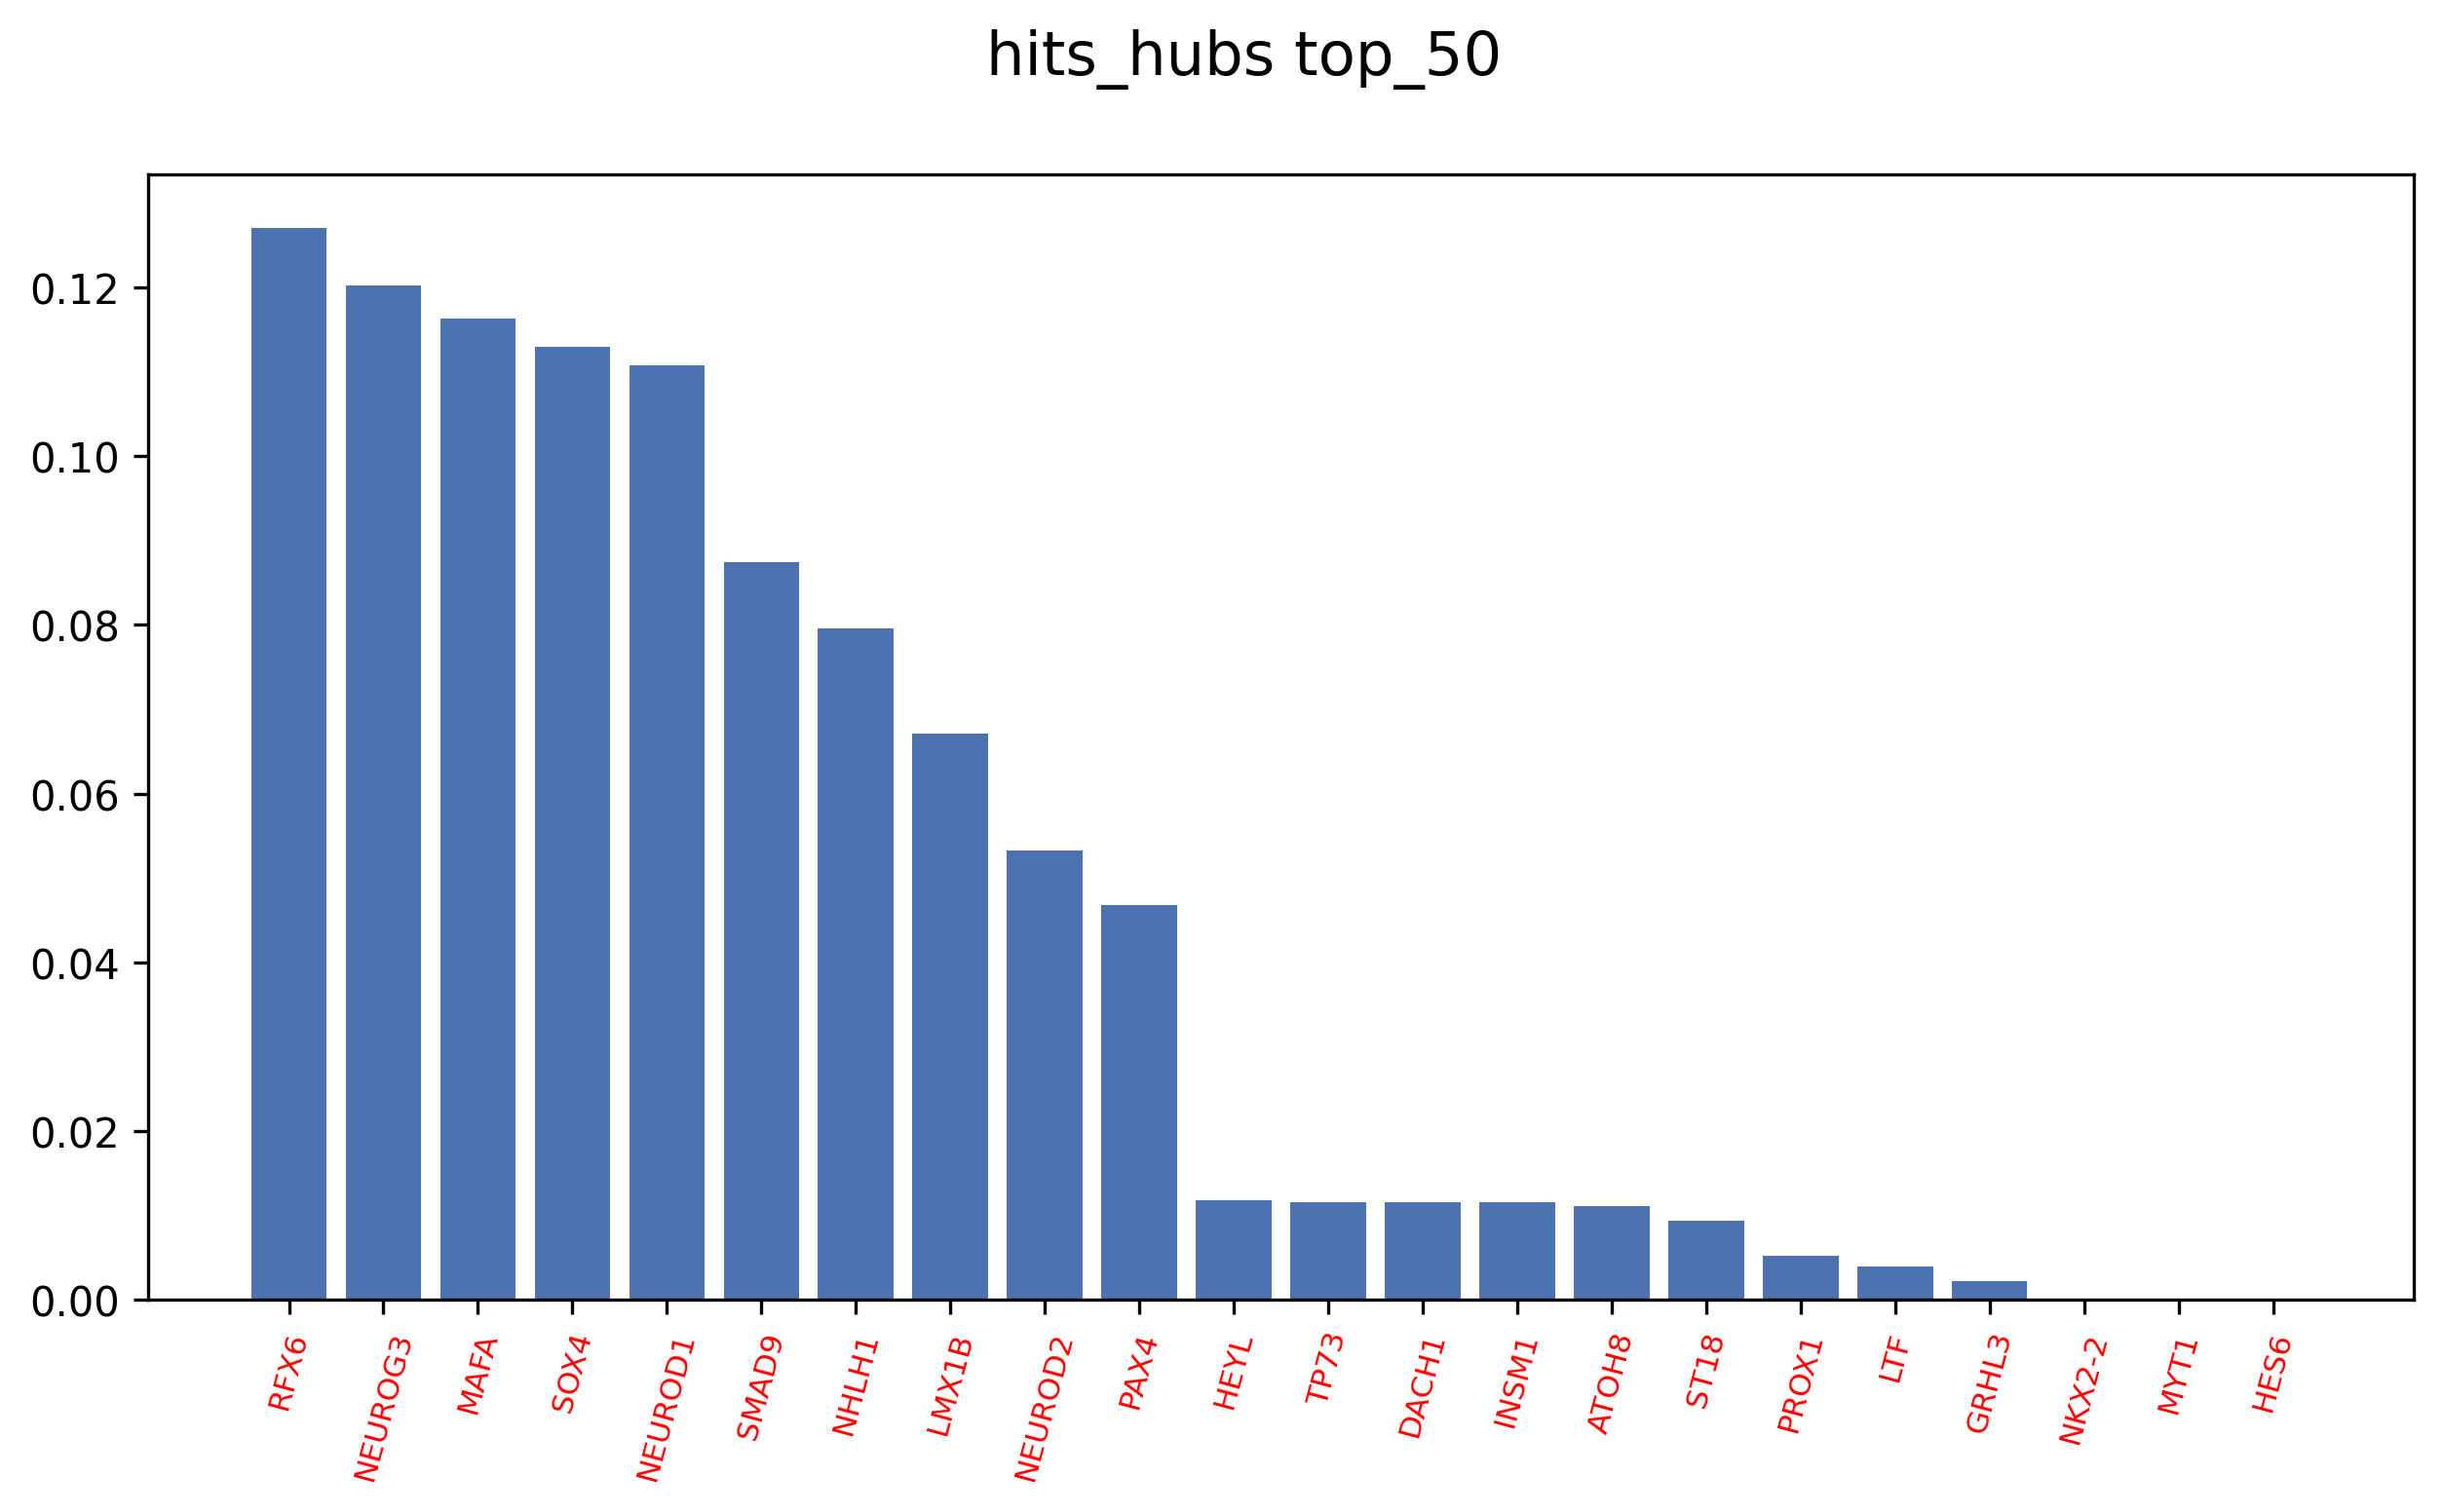 hits_hubs top_50
0.12
0.10
0.08
0.06
0.04
0.02
0.00
RFX6
NEUROG3
MAFA
SOX4
NEUROD1
SMAD9
NHLH1
LMX1B
NEUROD2
PAX4
HEYL
TP73
DACH1
INSM1
ATOH8
ST18
PROX1
LTF
GRHL3
NKX2-2
MYT1
HES6